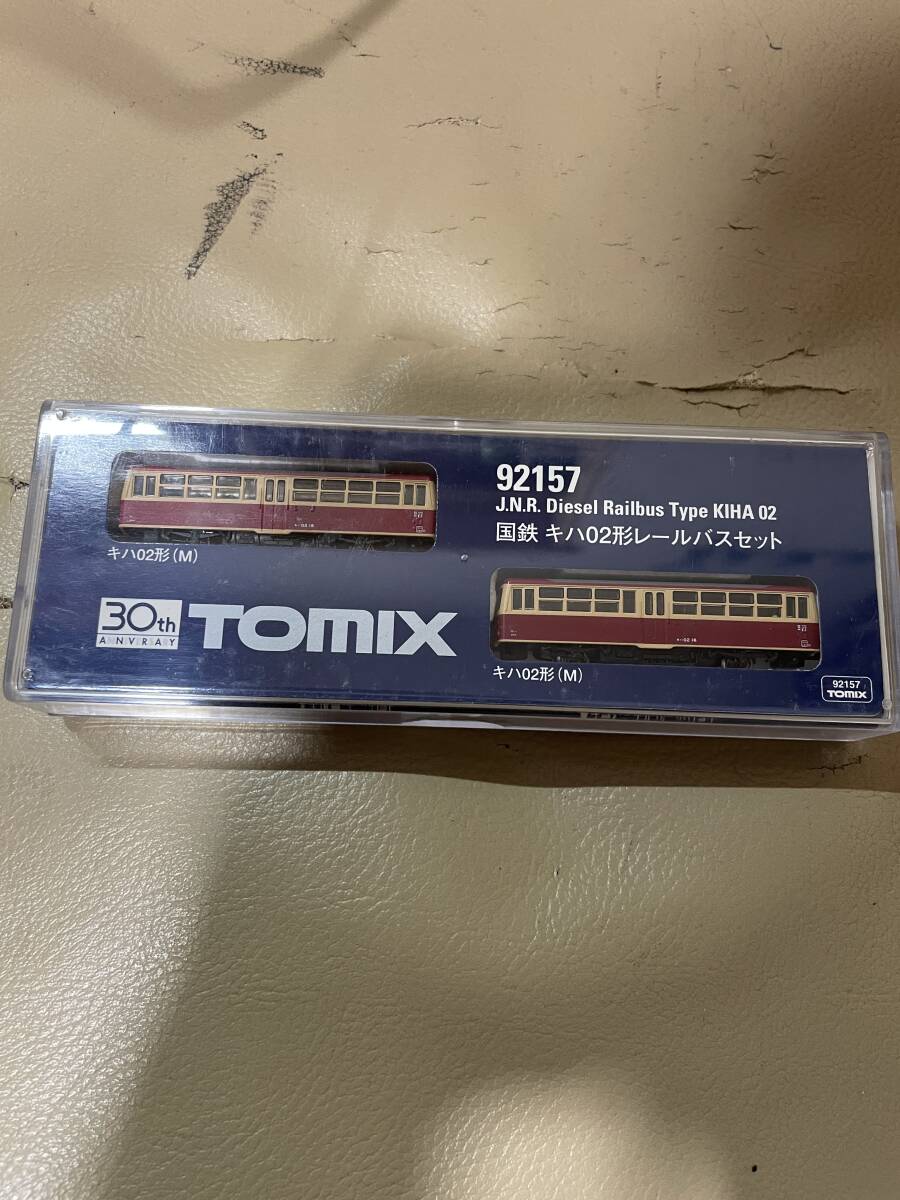 92157
J.N.R. Diesel Railbus Type KIHA 02
国鉄 キハ02形レールバスセット
キハ02形(M)
30th
ANNIVERSARY
TOMIX
キハ02形(M)
92157
TOMIX